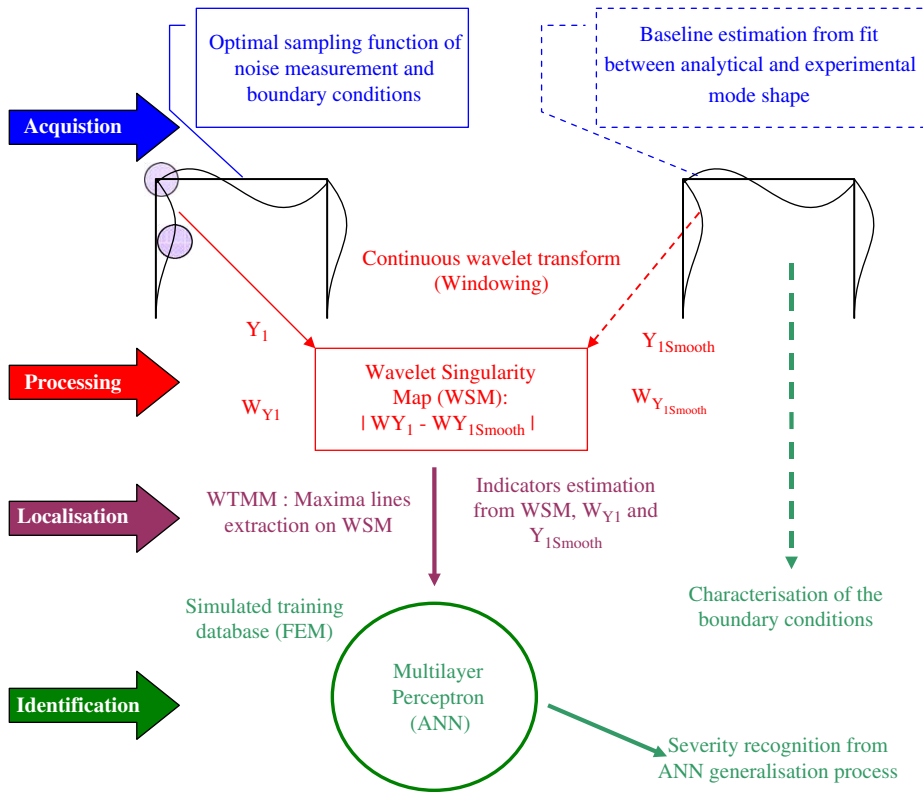 Optimal sampling function of
noise measurement and
boundary conditions
Baseline estimation from fit
between analytical and experimental
mode shape
Acquistion
Continuous wavelet transform
(Windowing)
Y1
Y1Smooth
Processing
Wavelet Singularity
Map (WSM):
| WY1 - WY1Smooth |
WY1
WY1Smooth
Localisation
WTMM : Maxima lines
extraction on WSM
Indicators estimation
from WSM, WY1 and
Y1Smooth
Characterisation of the
boundary conditions
Simulated training
database (FEM)
Multilayer
Perceptron
(ANN)
Identification
Severity recognition from
ANN generalisation process